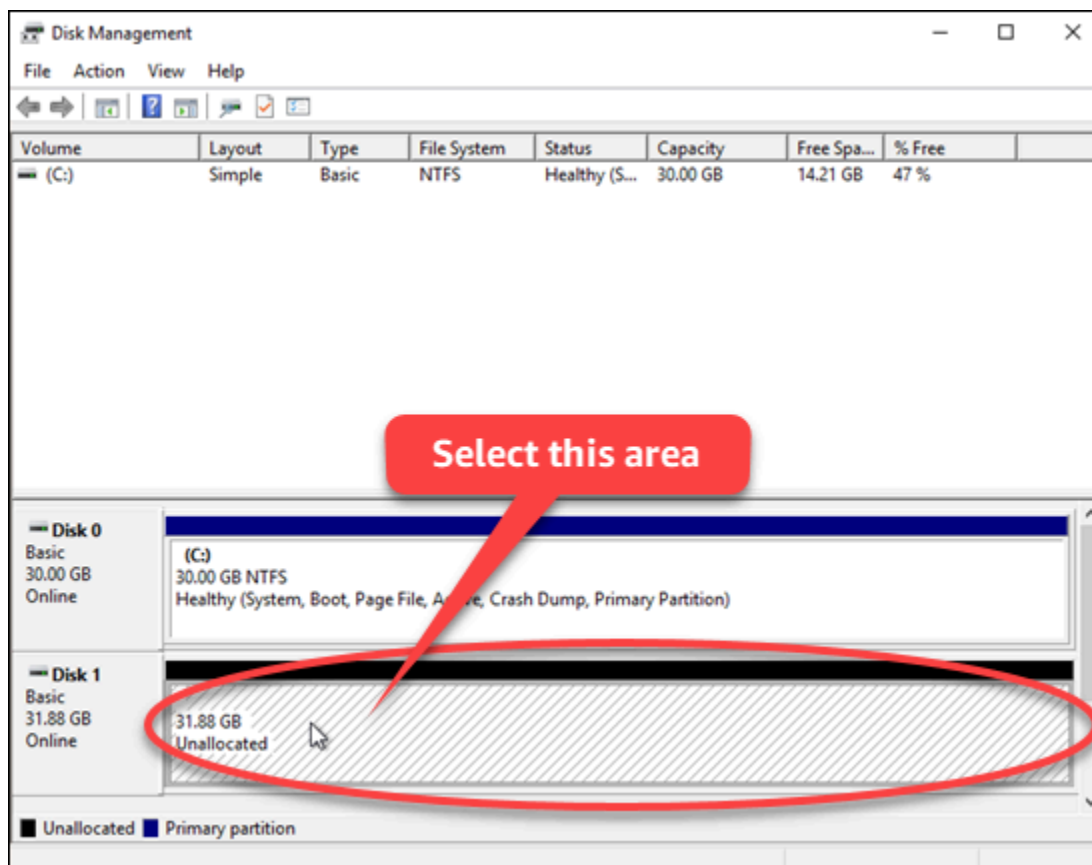 Disk Management
File Action View Help
Volume Layout Type File System Status Capacity Free Spa... % Free
(C:) Simple Basic NTFS Healthy (S... 30.00 GB 14.21 GB 47 %
Select this area
Disk 0
Basic
30.00 GB
Online
(C:)
30.00 GB NTFS
Healthy (System, Boot, Page File, Active, Crash Dump, Primary Partition)
Disk 1
Basic
31.88 GB
Online
31.88 GB
Unallocated
Unallocated Primary partition